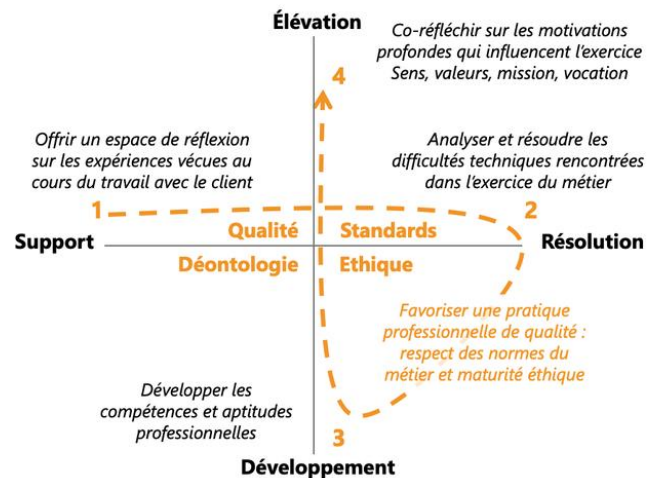 Élévation
Co-réfléchir sur les motivations
profondes qui influencent l'exercice
Sens, valeurs, mission, vocation
4
Offrir un espace de réflexion
sur les expériences vécues au
cours du travail avec le client
Analyser et résoudre les
difficultés techniques rencontrées
dans l'exercice du métier
1
2
Qualité
Standards
Support
Résolution
Déontologie
Ethique
Favoriser une pratique
professionnelle de qualité :
respect des normes du
métier et maturité éthique
Développer les
compétences et aptitudes
professionnelles
3
Développement